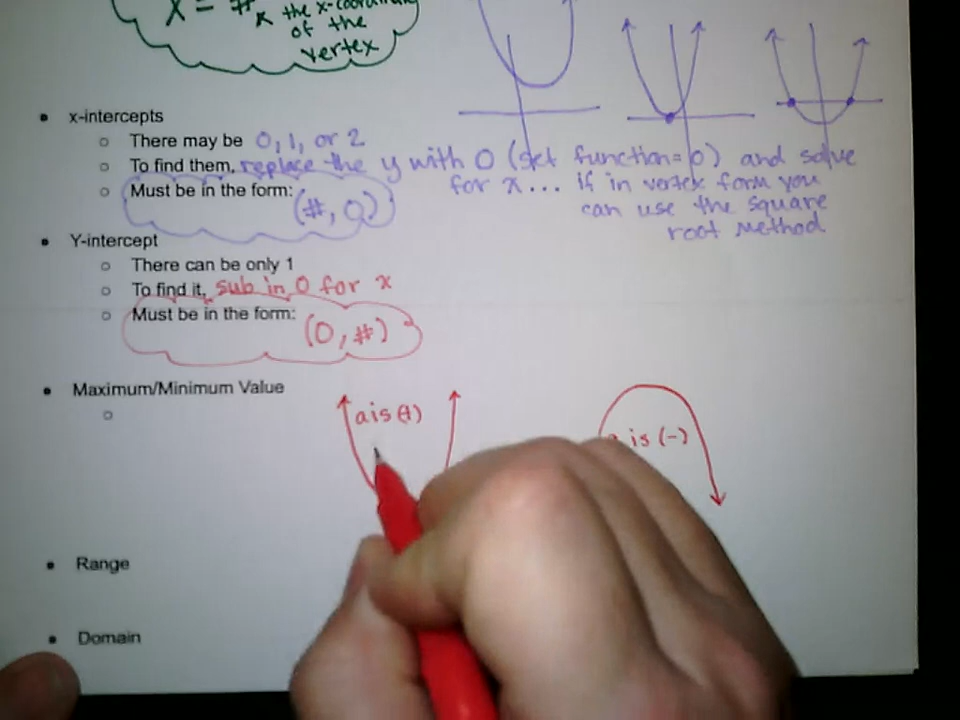 X = # the x-coordinate
of the
vertex
x-intercepts
There may be 0, 1, or 2
To find them, replace the y with 0 (set function=0) and solve
for x... if in vertex form you
can use the square
root method.
Must be in the form: (#, 0)
Y-intercept
There can be only 1
To find it, sub in 0 for x
Must be in the form: (0, #)
Maximum/Minimum Value
a is (+)
is (-)
Range
Domain